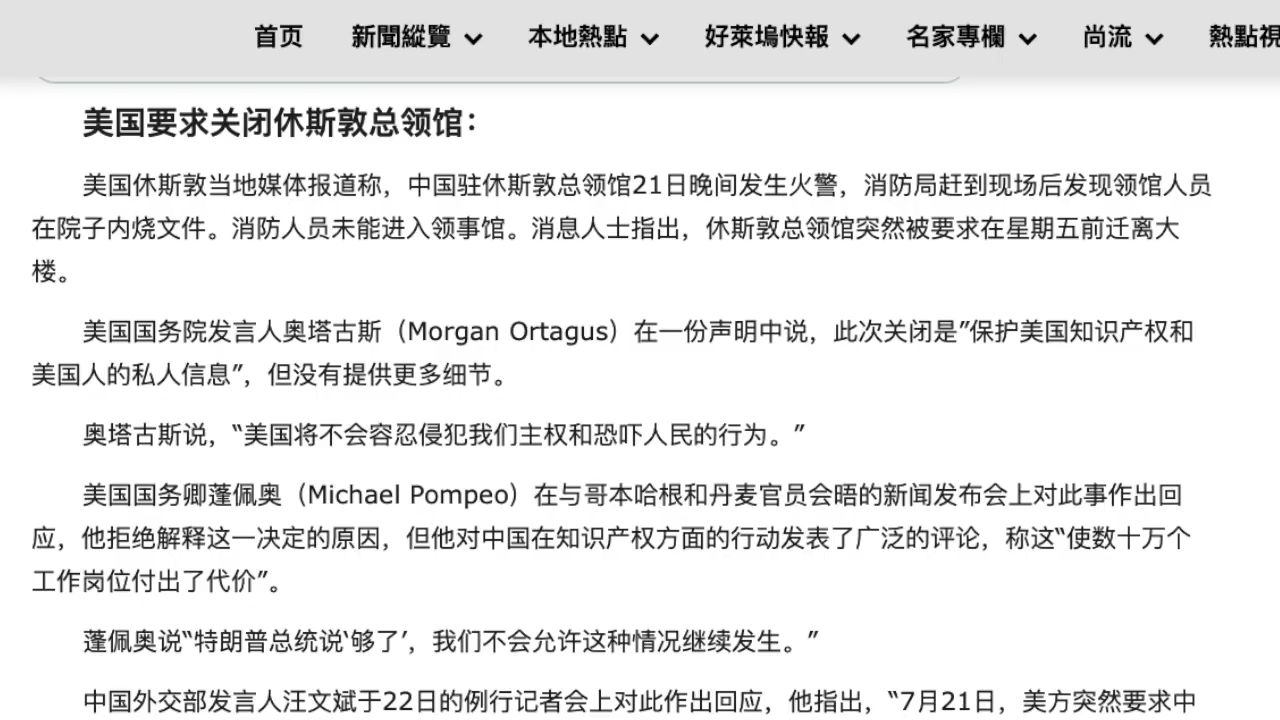 首页 新聞縱覽 本地熱點 好萊塢快報 名家專欄 尚流 熱點視
美国要求关闭休斯敦总领馆：
美国休斯敦当地媒体报道称，中国驻休斯敦总领馆21日晚间发生火警，消防局赶到现场后发现领馆人员
在院子内烧文件。消防人员未能进入领事馆。消息人士指出，休斯敦总领馆突然被要求在星期五前迁离大
楼。
美国国务院发言人奥塔古斯（Morgan Ortagus）在一份声明中说，此次关闭是”保护美国知识产权和
美国人的私人信息”，但没有提供更多细节。
奥塔古斯说，“美国将不会容忍侵犯我们主权和恐吓人民的行为。”
美国国务卿蓬佩奥（Michael Pompeo）在与哥本哈根和丹麦官员会晤的新闻发布会上对此事作出回
应，他拒绝解释这一决定的原因，但他对中国在知识产权方面的行动发表了广泛的评论，称这“使数十万个
工作岗位付出了代价”。
蓬佩奥说“特朗普总统说‘够了’，我们不会允许这种情况继续发生。”
中国外交部发言人汪文斌于22日的例行记者会上对此作出回应，他指出，“7月21日，美方突然要求中